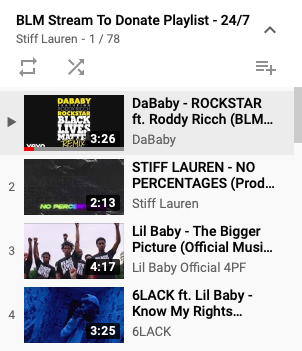 BLM Stream To Donate Playlist - 24/7
Stiff Lauren - 1 / 78
DABABY
ROCKSTAR
BLACK
LIVES
MATTER
REMIX
vevo
3:26
DaBaby - ROCKSTAR
ft. Roddy Ricch (BLM...
DaBaby
2
NO PERCEN
2:13
STIFF LAUREN - NO
PERCENTAGES (Prod...
Stiff Lauren
3
4:17
Lil Baby - The Bigger
Picture (Official Musi...
Lil Baby Official 4PF
4
3:25
6LACK ft. Lil Baby -
Know My Rights...
6LACK